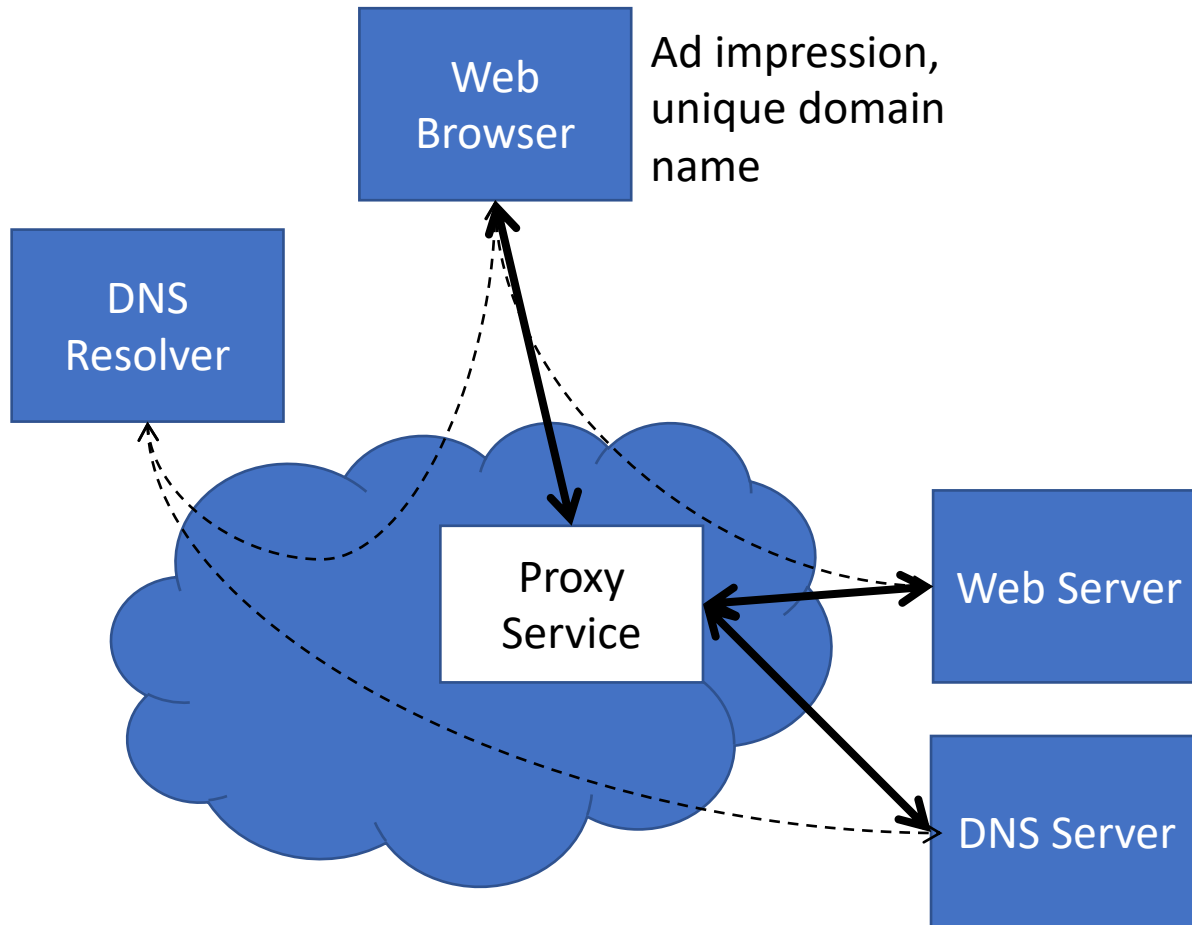 Web
Browser
Ad impression,
unique domain
name
DNS
Resolver
Proxy
Service
Web Server
DNS Server